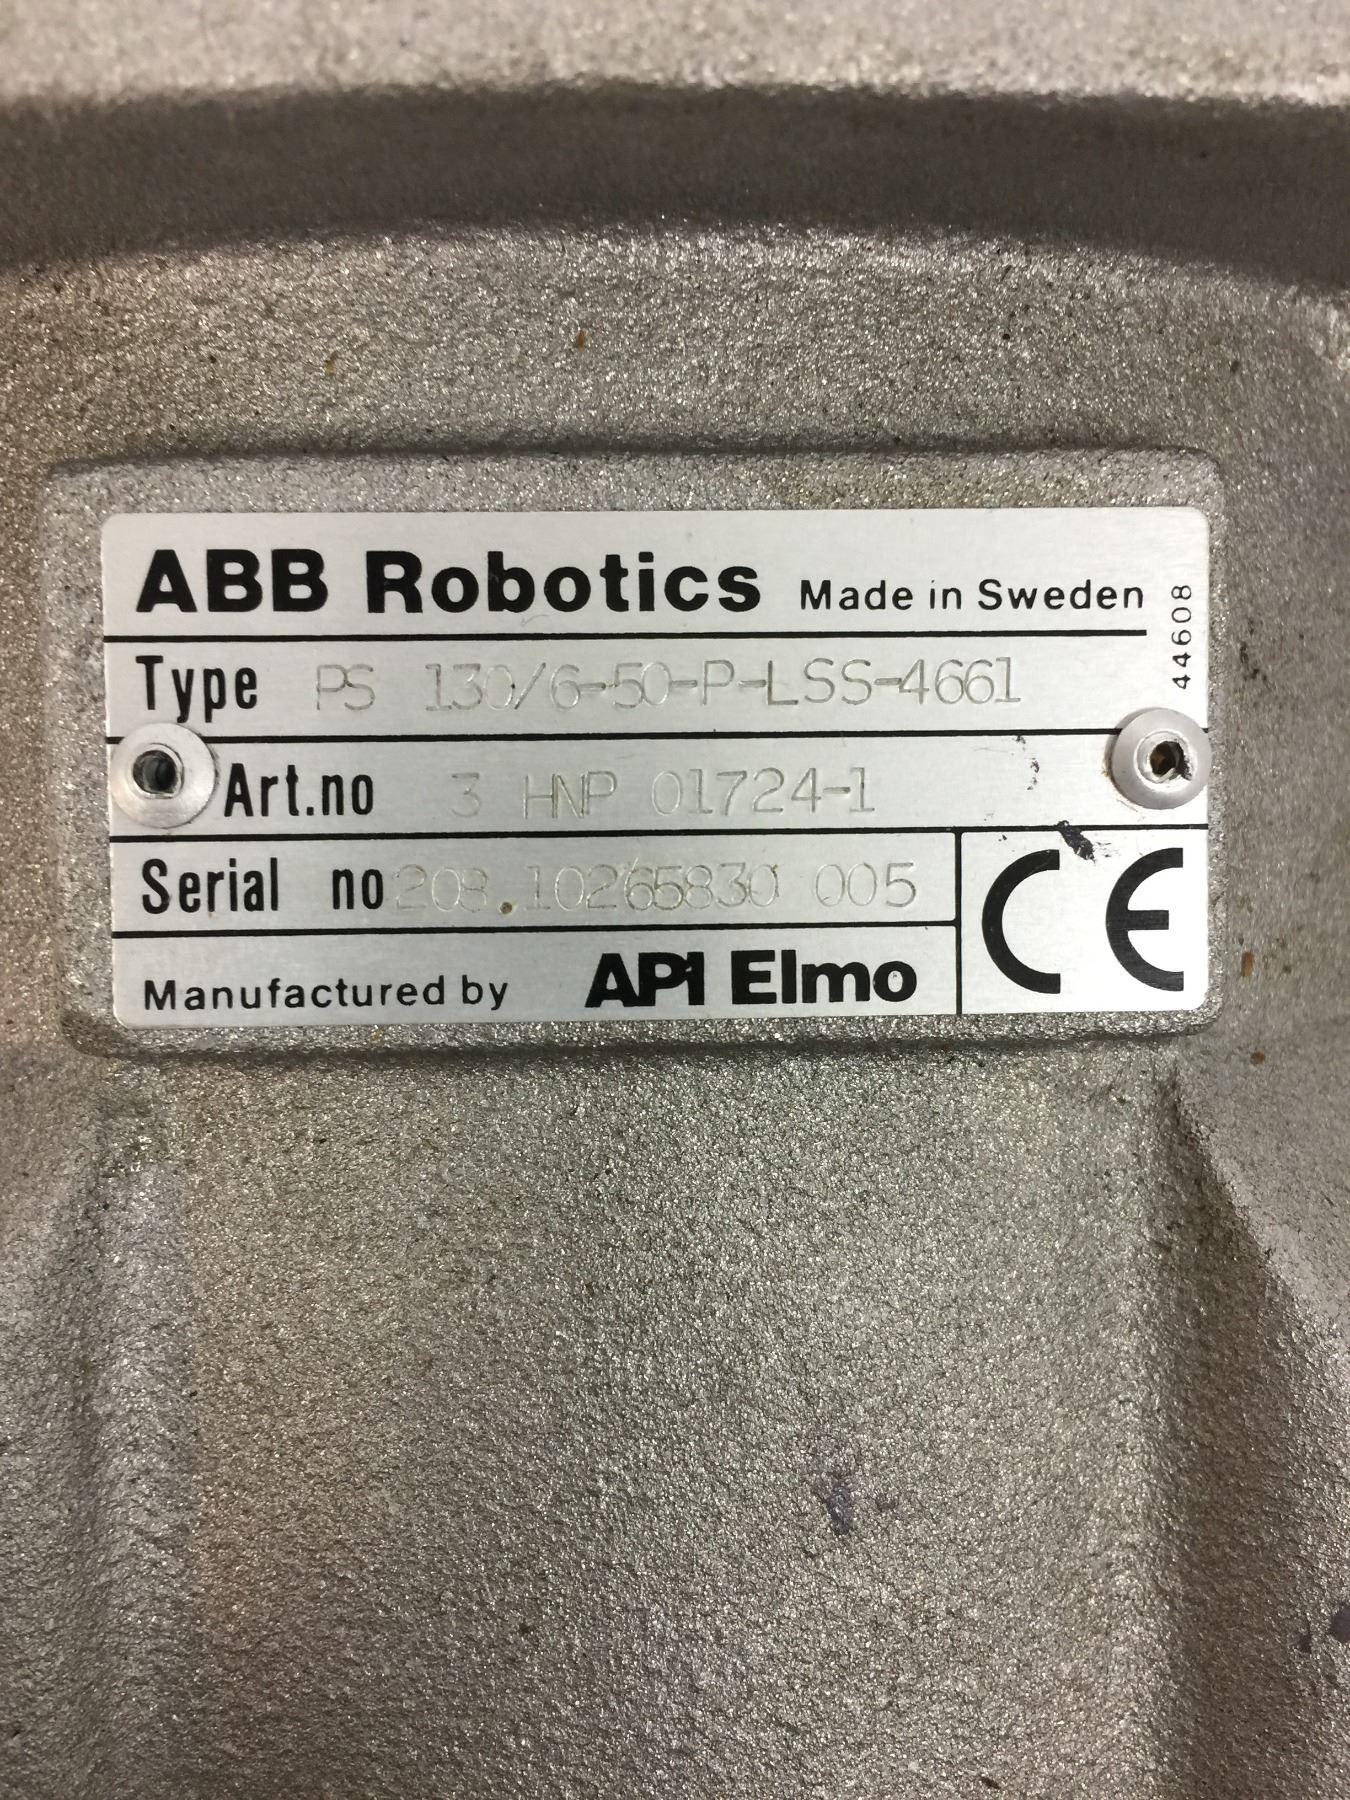 ABB Robotics Made in Sweden
44608
Type PS 130/6-50-P-LSS-4661
Art.no 3 HNP 01724-1
Serial no 208.10265830 005
Manufactured by API Elmo
CE